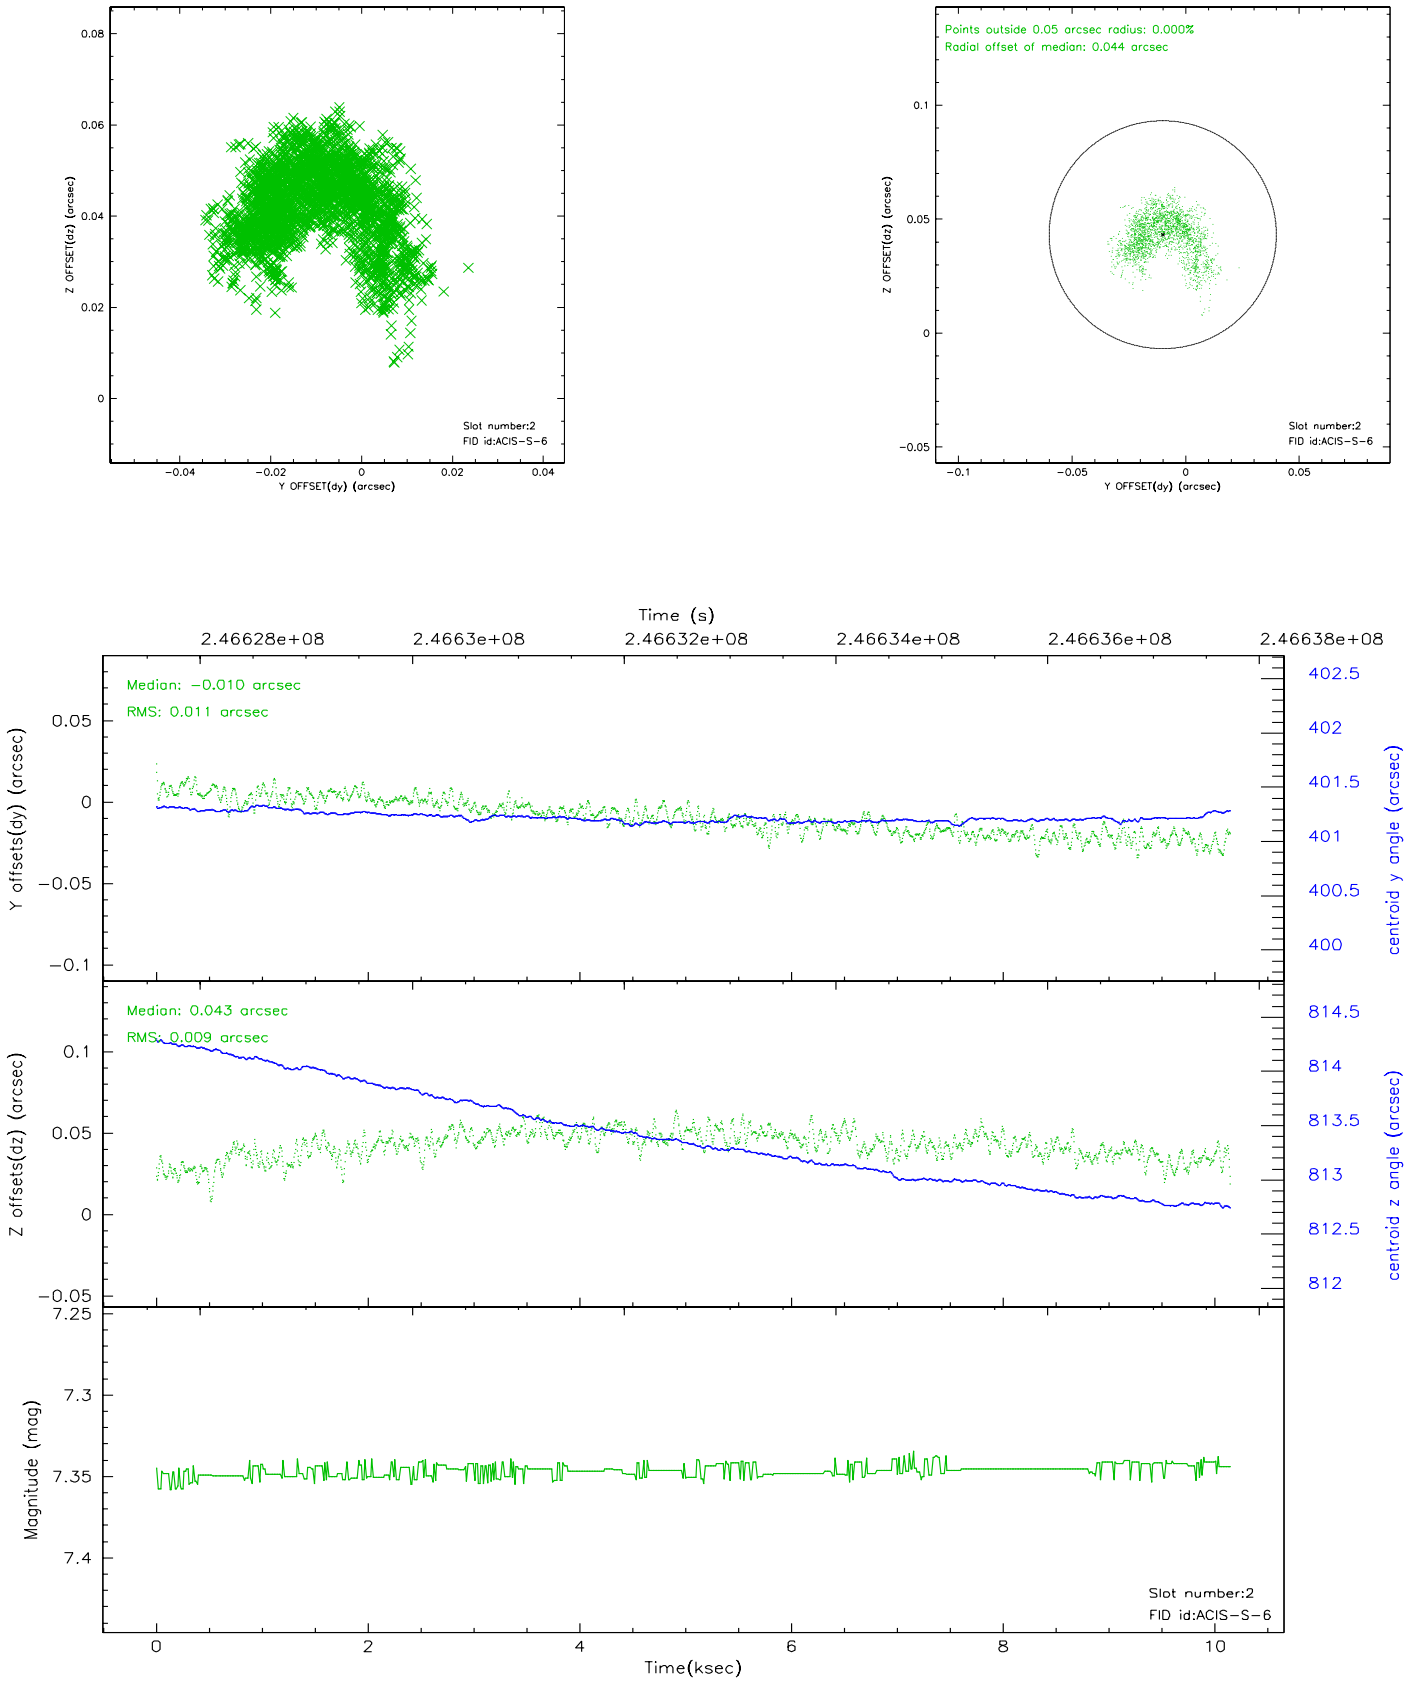 0.08
0.06
0.04
0.02
0
Z OFFSET(dz) (arcsec)
−0.04 −0.02 0 0.02 0.04
Y OFFSET(dy) (arcsec)
Slot number:2
FID id:ACIS−S−6
Points outside 0.05 arcsec radius: 0.000%
Radial offset of median: 0.044 arcsec
0.1
0.05
0
−0.05
Z OFFSET(dz) (arcsec)
−0.1 −0.05 0 0.05
Y OFFSET(dy) (arcsec)
Slot number:2
FID id:ACIS−S−6
Time (s)
2.46628e+08 2.4663e+08 2.46632e+08 2.46634e+08 2.46636e+08 2.46638e+08
Median: −0.010 arcsec
RMS: 0.011 arcsec
0.05
0
−0.05
−0.1
Y offsets(dy) (arcsec)
402.5
402
401.5
401
400.5
400
centroid y angle (arcsec)
Median: 0.043 arcsec
RMS: 0.009 arcsec
0.1
0.05
0
−0.05
Z offsets(dz) (arcsec)
814.5
814
813.5
813
812.5
812
centroid z angle (arcsec)
7.25
7.3
7.35
7.4
Magnitude (mag)
Slot number:2
FID id:ACIS−S−6
0 2 4 6 8 10
Time(ksec)